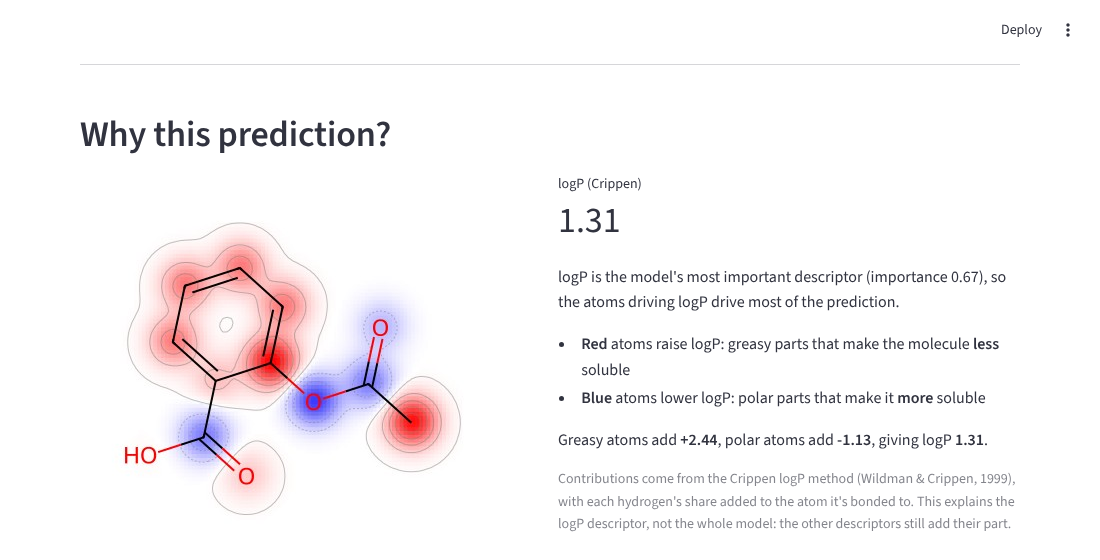 Deploy
Why this prediction?
logP (Crippen)
1.31
logP is the model's most important descriptor (importance 0.67), so
the atoms driving logP drive most of the prediction.
Red atoms raise logP: greasy parts that make the molecule less
soluble
Blue atoms lower logP: polar parts that make it more soluble
Greasy atoms add +2.44, polar atoms add -1.13, giving logP 1.31.
Contributions come from the Crippen logP method (Wildman & Crippen, 1999),
with each hydrogen's share added to the atom it's bonded to. This explains the
logP descriptor, not the whole model: the other descriptors still add their part.
O
O
HO
O